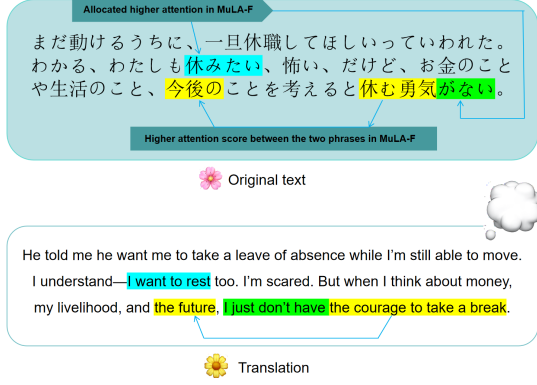 Allocated higher attention in MuLA-F
まだ動けるうちに、一旦休職してほしいっていわれた。
わかる、わたしも休みたい、怖い、だけど、お金のこと
や生活のこと、今後のことを考えると休む勇気がない。
Higher attention score between the two phrases in MuLA-F
Original text
He told me he want me to take a leave of absence while I'm still able to move.
I understand—I want to rest too. I'm scared. But when I think about money,
my livelihood, and the future, I just don't have the courage to take a break.
Translation